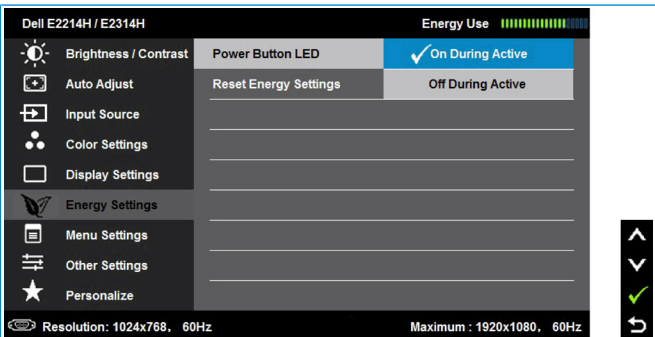 Dell E2214H / E2314H Energy Use
Brightness / Contrast Power Button LED On During Active
Auto Adjust Reset Energy Settings Off During Active
Input Source
Color Settings
Display Settings
Energy Settings
Menu Settings
Other Settings
Personalize
Resolution: 1024x768, 60Hz Maximum : 1920x1080, 60Hz